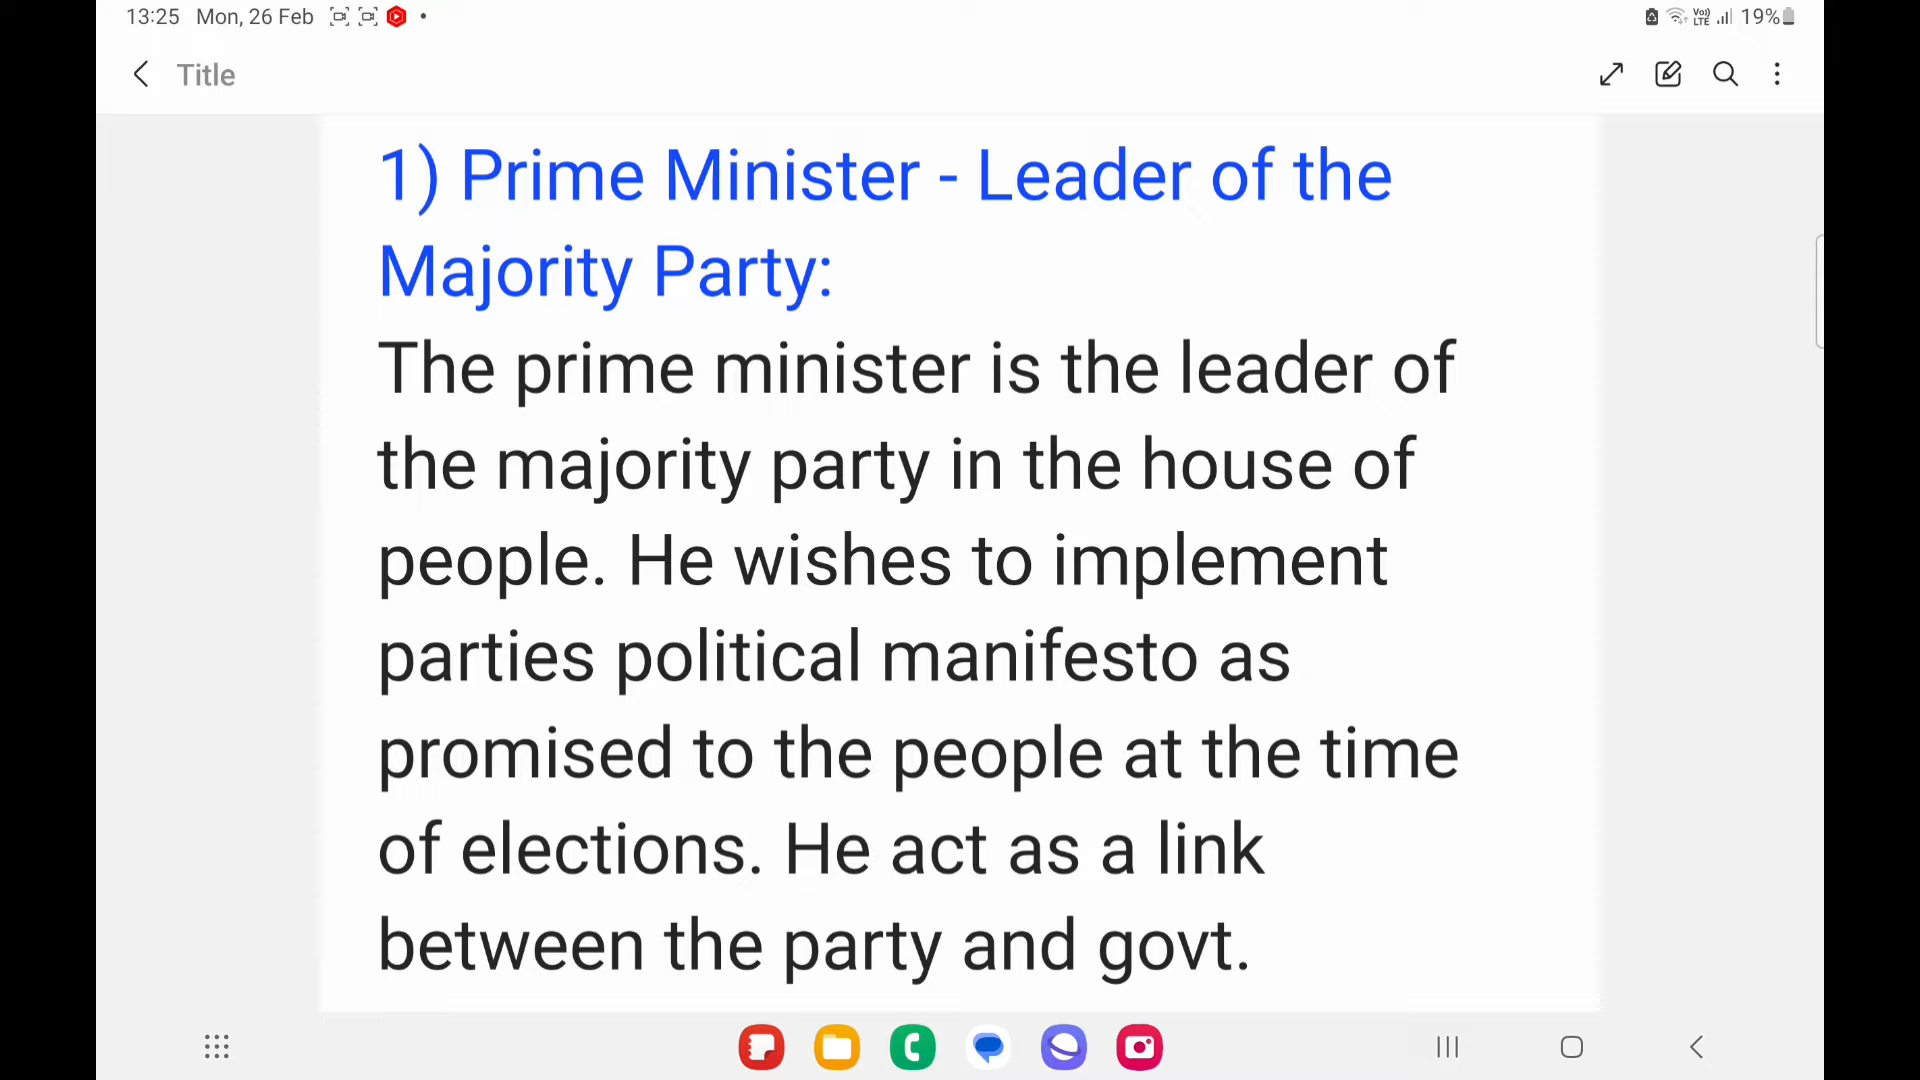 13:25 Mon, 26 Feb
Vo)) LTE 19%
Title
1) Prime Minister - Leader of the
Majority Party:
The prime minister is the leader of
the majority party in the house of
people. He wishes to implement
parties political manifesto as
promised to the people at the time
of elections. He act as a link
between the party and govt.